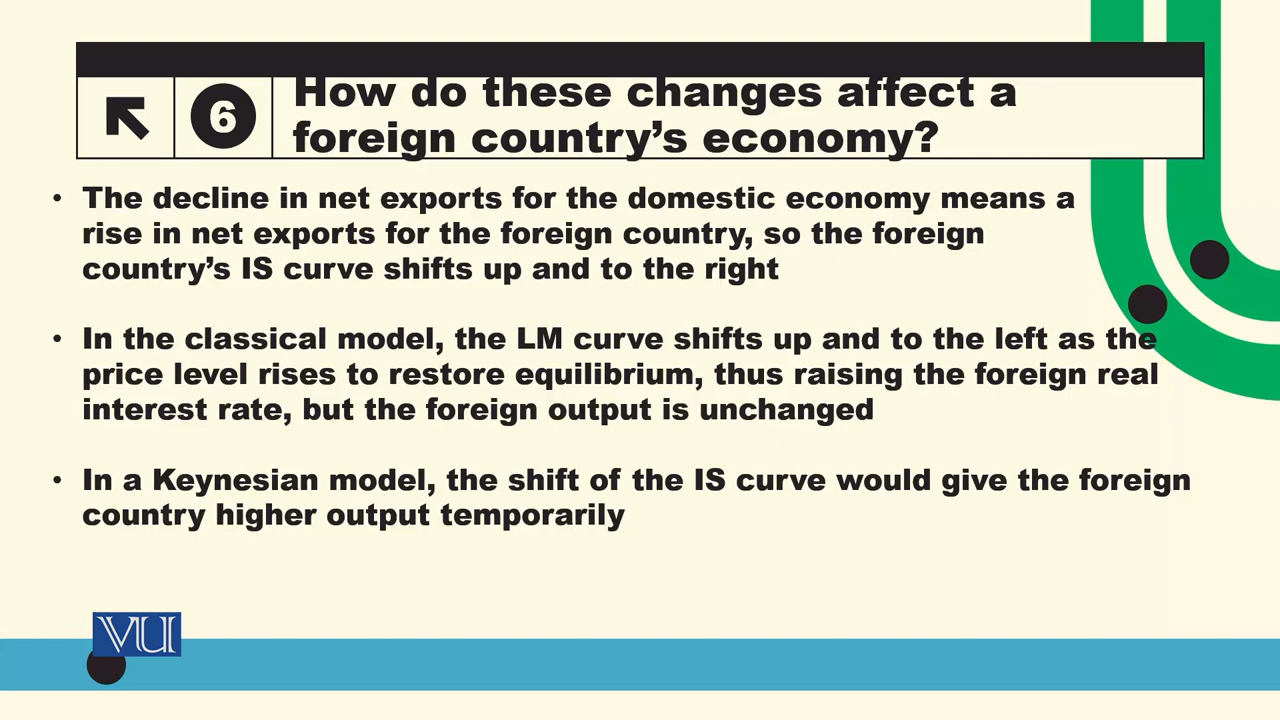 6
How do these changes affect a
foreign country’s economy?
• The decline in net exports for the domestic economy means a
rise in net exports for the foreign country, so the foreign
country’s IS curve shifts up and to the right
• In the classical model, the LM curve shifts up and to the left as the
price level rises to restore equilibrium, thus raising the foreign real
interest rate, but the foreign output is unchanged
• In a Keynesian model, the shift of the IS curve would give the foreign
country higher output temporarily
VU